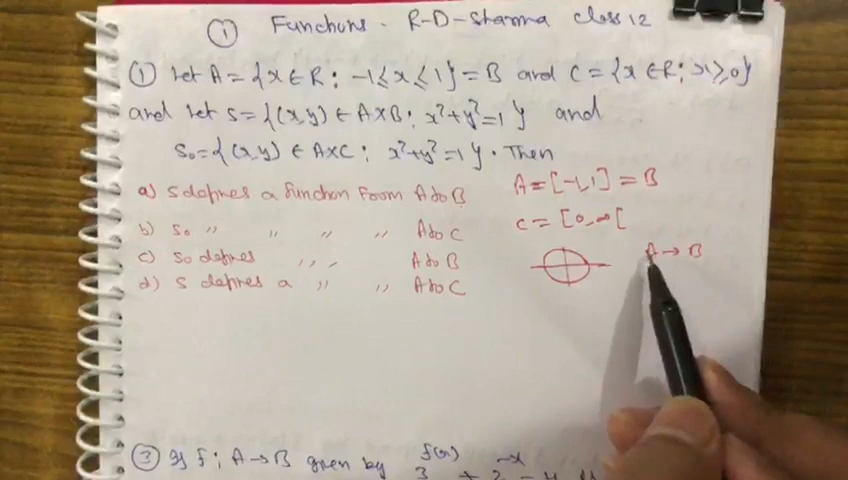 ① Functions - R-D-Sharma class 12
① Let A = {x ∈ R : -1 ≤ x ≤ 1} = B and C = {x ∈ R ; x ≥ 0}
and let S = {(x, y) ∈ A×B ; x² + y² = 1} and
S₀ = {(x, y) ∈ A×C ; x² + y² = 1}. Then
a) S defines a function from A to B
b) S₀ 〃 〃 〃 A to C
c) S₀ defines 〃 〃 A to B
d) S defines a 〃 〃 A to C
A = [-1, 1] = B
C = [0, ∞[
A → B
③ If f ; A → B given by 3
f(x)
+ 2
-x